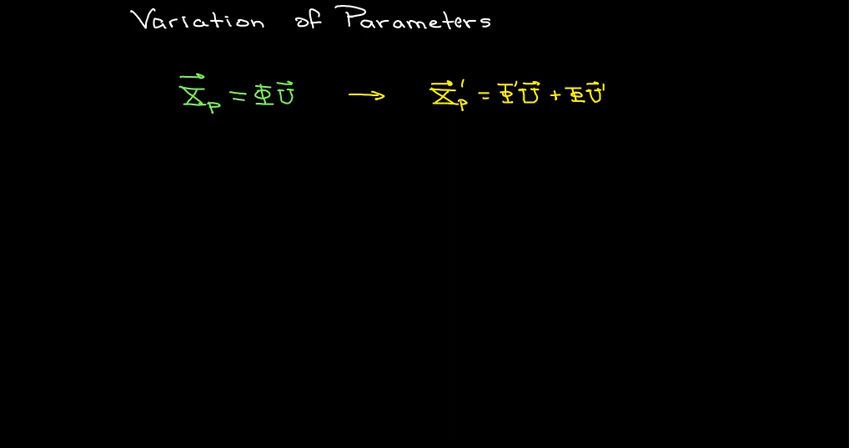 Variation of Parameters
X⃗ₚ = ΦU⃗ → X⃗ₚ' = Φ'U⃗ + ΦU⃗'